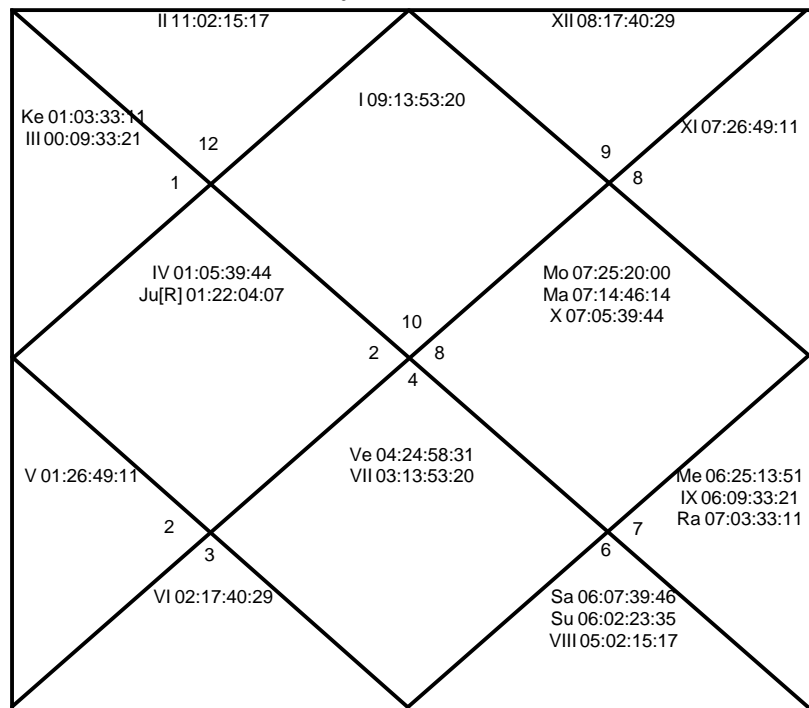 II 11:02:15:17
XII 08:17:40:29
I 09:13:53:20
Ke 01:03:33:11
III 00:09:33:21
XI 07:26:49:11
12
9
1
8
IV 01:05:39:44
Ju[R] 01:22:04:07
Mo 07:25:20:00
Ma 07:14:46:14
X 07:05:39:44
10
2
8
4
Ve 04:24:58:31
VII 03:13:53:20
V 01:26:49:11
Me 06:25:13:51
IX 06:09:33:21
Ra 07:03:33:11
2
7
3
6
VI 02:17:40:29
Sa 06:07:39:46
Su 06:02:23:35
VIII 05:02:15:17